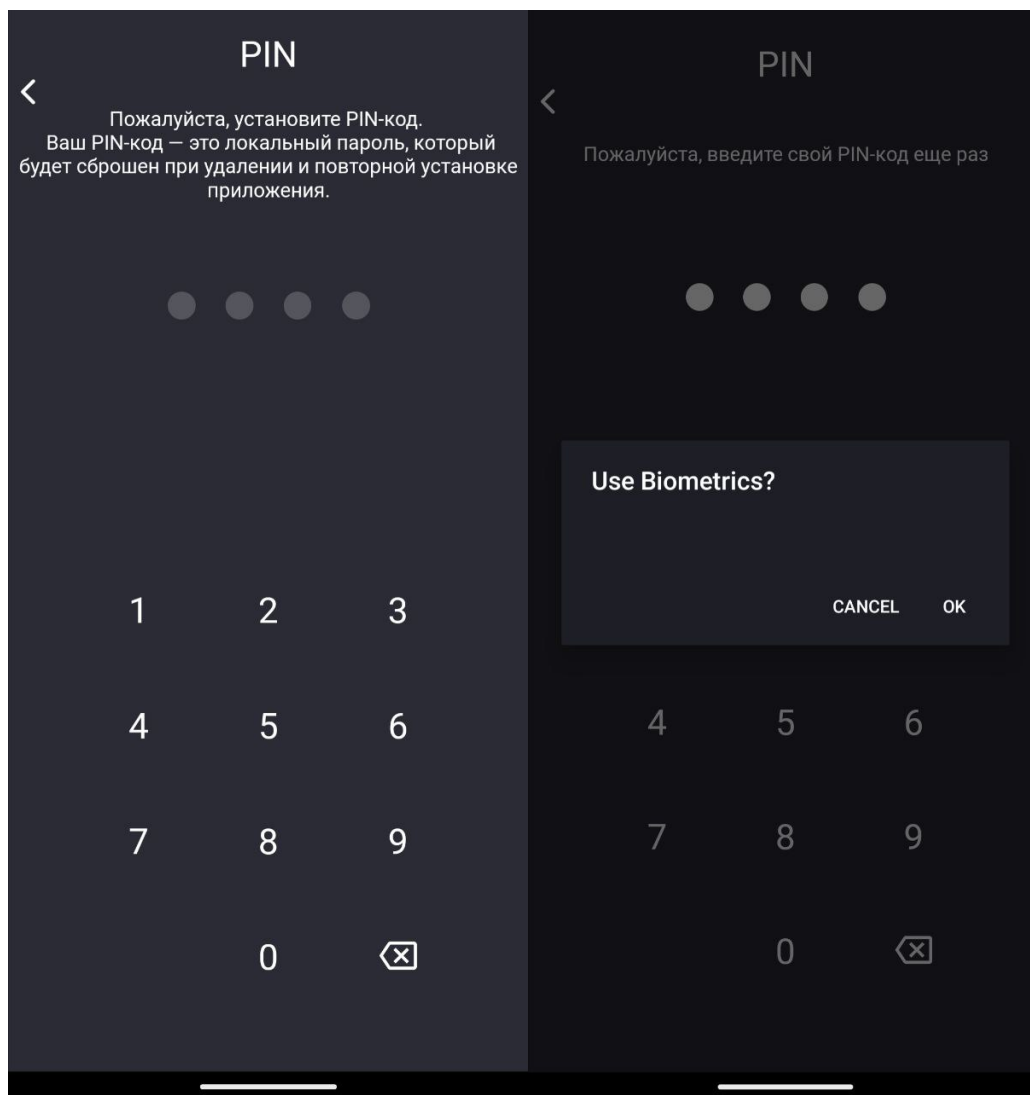 PIN
Пожалуйста, установите PIN-код.
Ваш PIN-код — это локальный пароль, который
будет сброшен при удалении и повторной установке
приложения.
1 2 3
4 5 6
7 8 9
0
PIN
Пожалуйста, введите свой PIN-код еще раз
Use Biometrics?
CANCEL OK
4 5 6
7 8 9
0